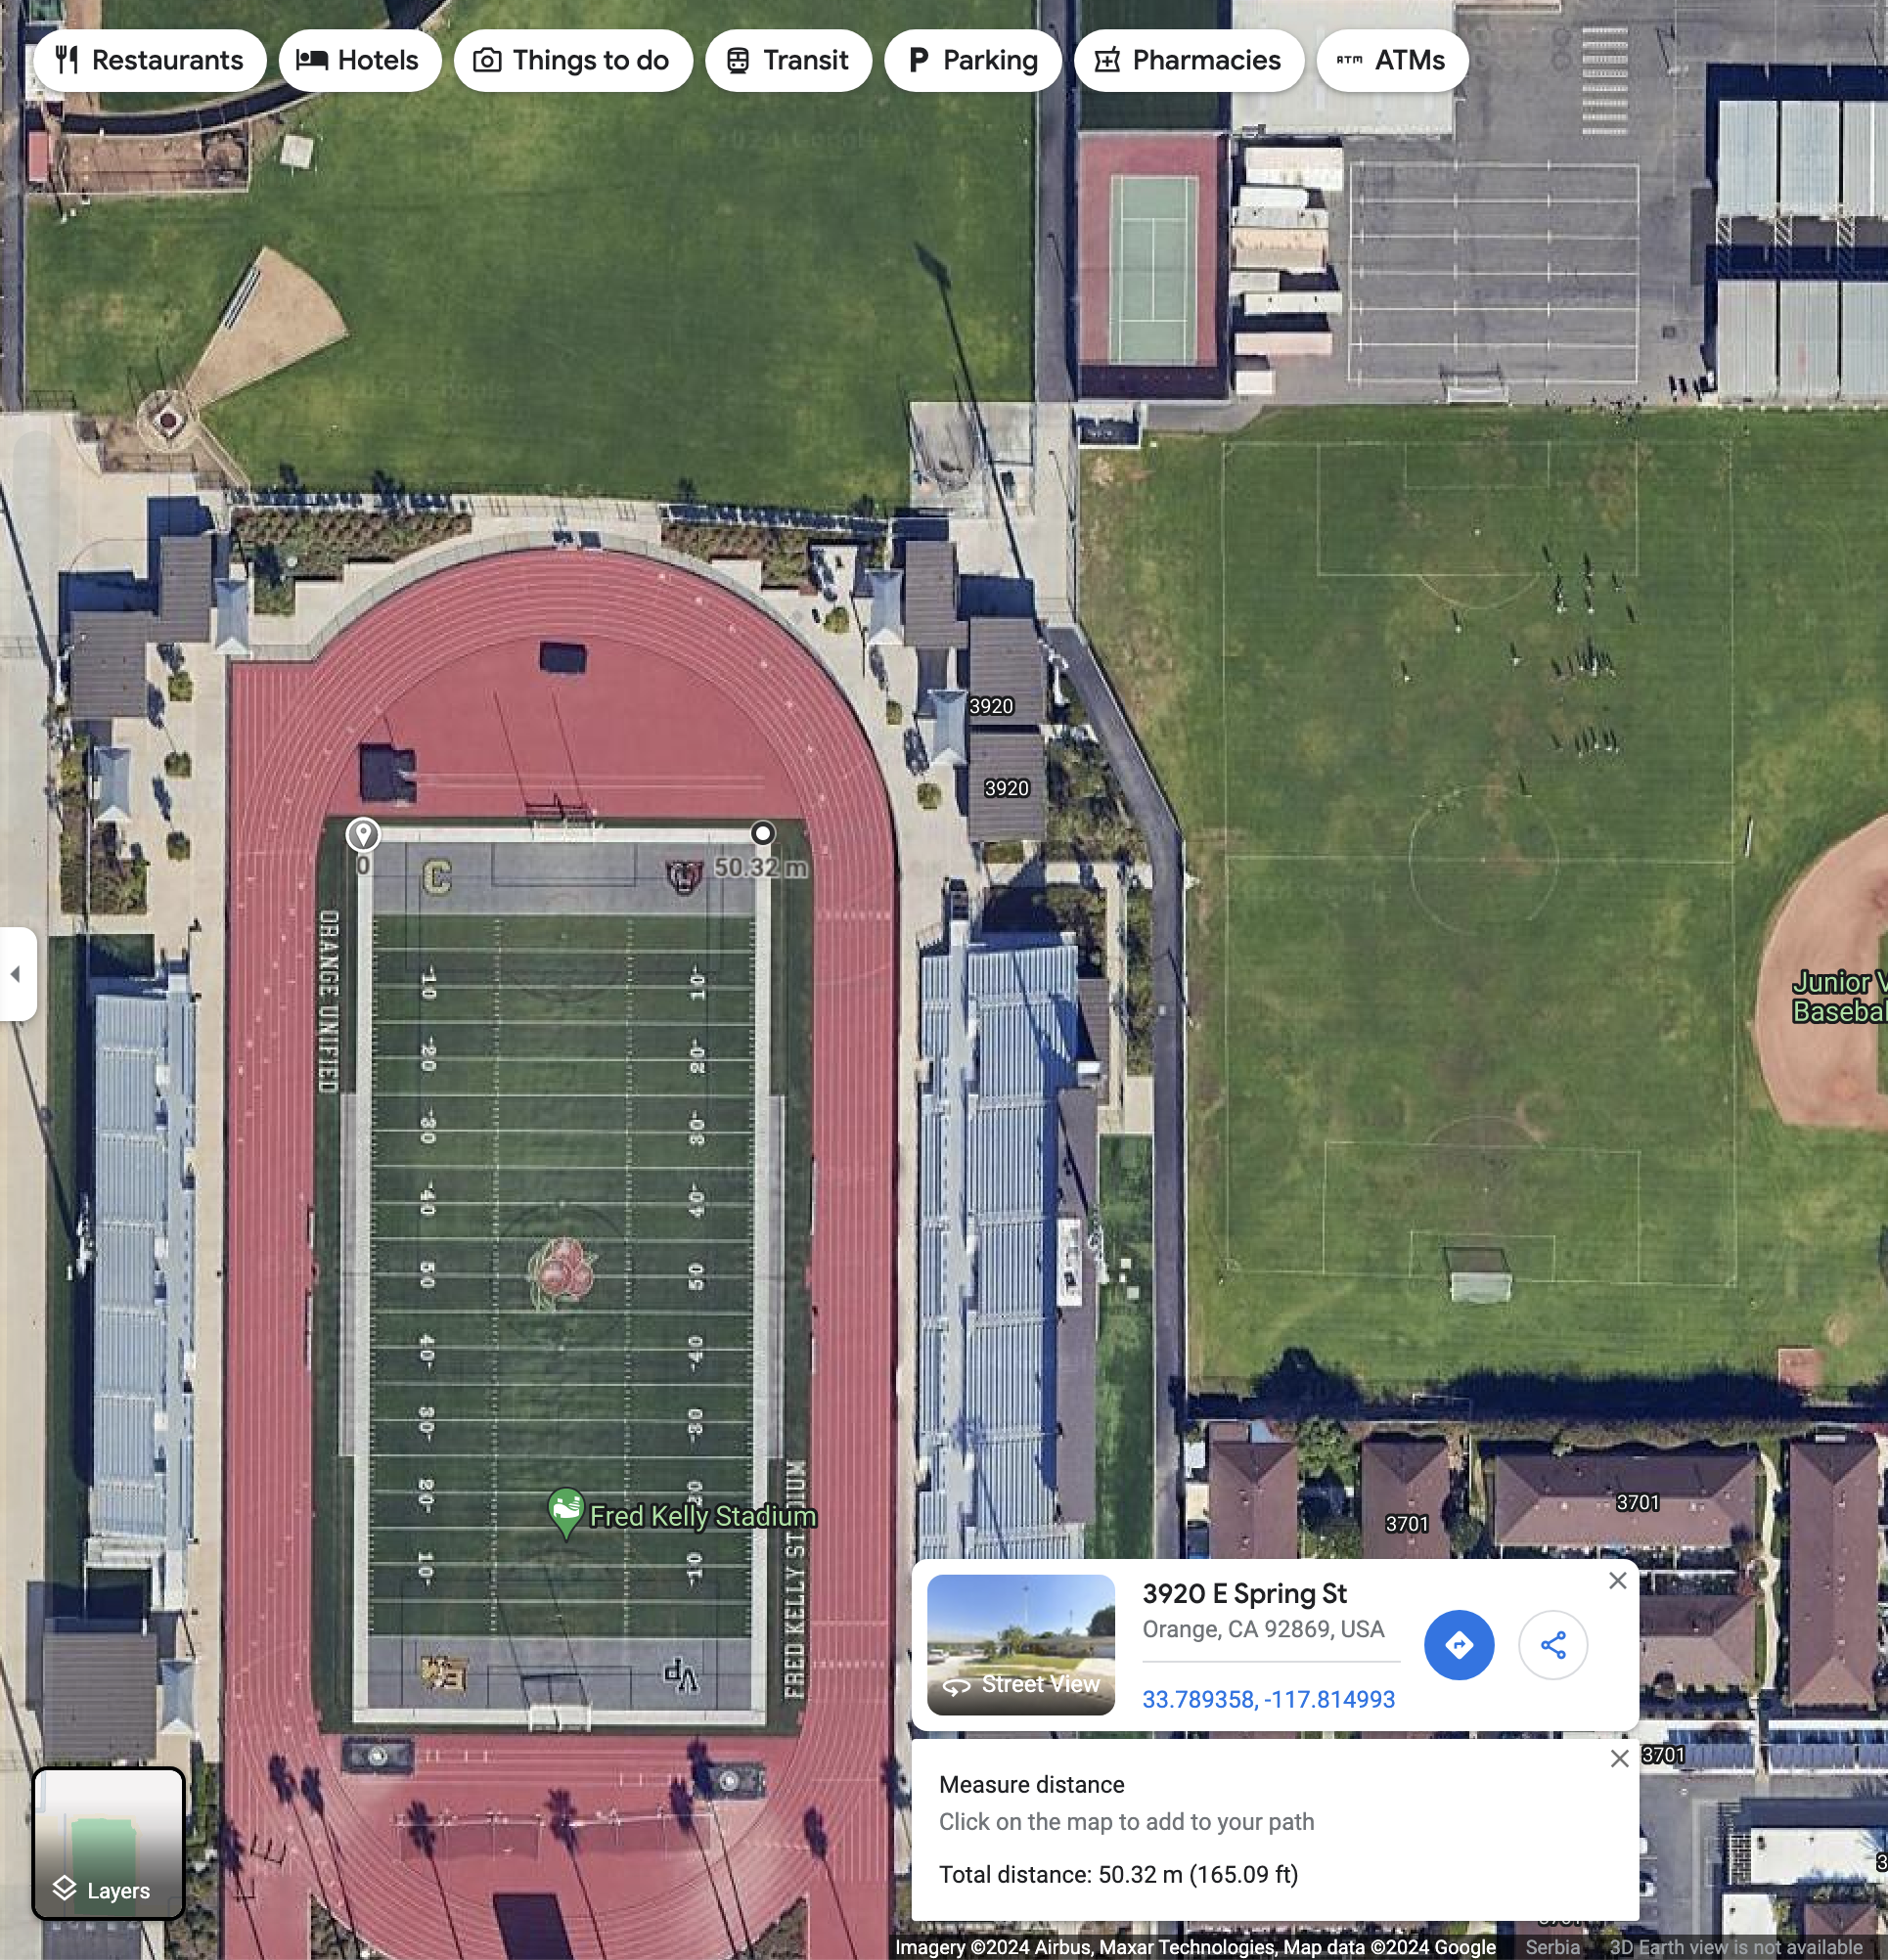 Restaurants
Hotels
Things to do
Transit
Parking
Pharmacies
ATM ATMs
3920
3920
0
50.32 m
C
ORANGE UNIFIED
10 10
20 20
30 30
40 40
50 50
40 40
30 30
20 20
10 10
Junior V
Basebal
Fred Kelly Stadium
FRED KELLY STADIUM
VP
3701
3701
3701
3920 E Spring St
Orange, CA 92869, USA
33.789358, -117.814993
Street View
Measure distance
Click on the map to add to your path
Total distance: 50.32 m (165.09 ft)
Layers
Imagery ©2024 Airbus, Maxar Technologies, Map data ©2024 Google Serbia 3D Earth view is not available